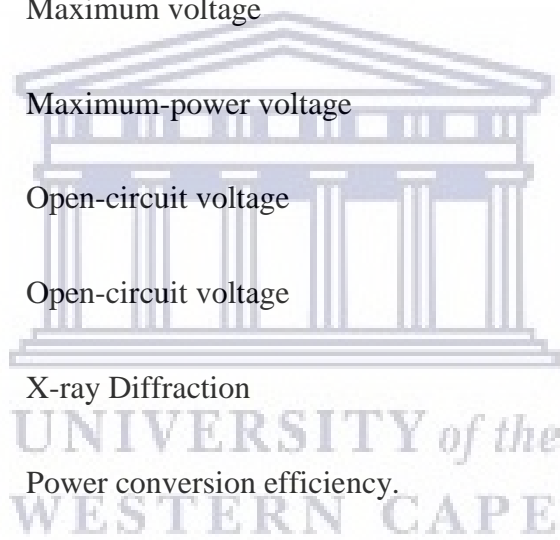 Maximum voltage
Maximum-power voltage
Open-circuit voltage
Open-circuit voltage
X-ray Diffraction
UNIVERSITY of the
Power conversion efficiency.
WESTERN CAPE